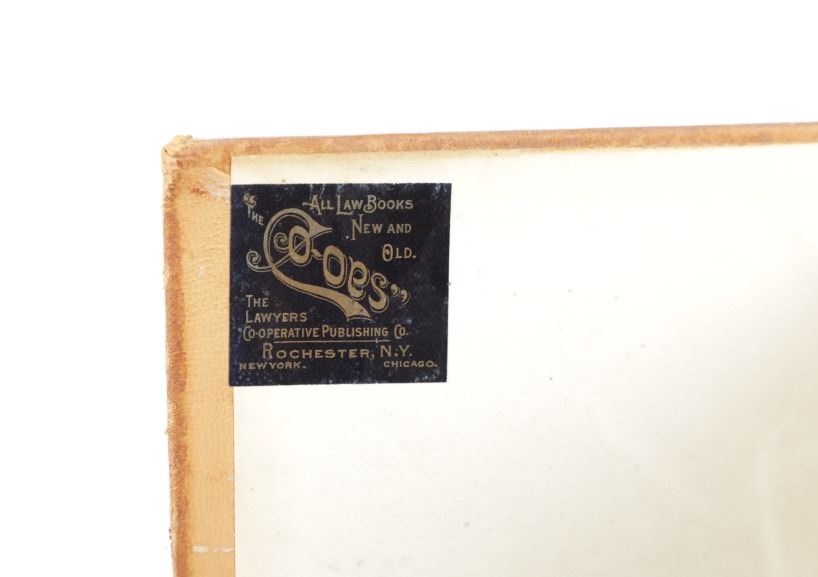 "The
All Law Books
New and
Old.
Co-ops"
The
Lawyers
Co-operative Publishing Co.
Rochester, N.Y.
New York. Chicago.